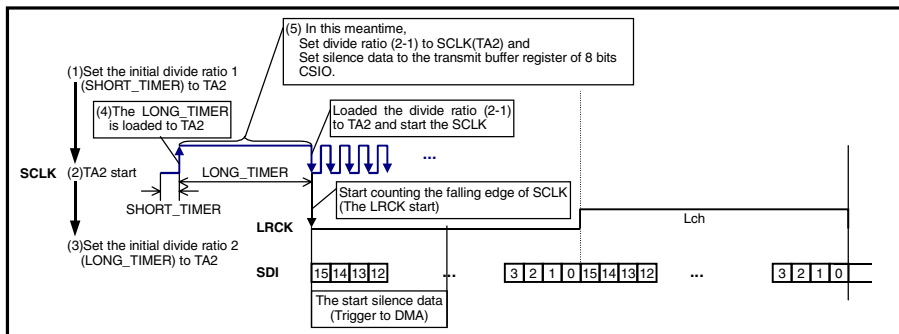 (5) In this meantime,
Set divide ratio (2-1) to SCLK(TA2) and
Set silence data to the transmit buffer register of 8 bits
CSIO.
(1)Set the initial divide ratio 1
(SHORT_TIMER) to TA2
(4)The LONG_TIMER
is loaded to TA2
Loaded the divide ratio (2-1)
to TA2 and start the SCLK
...
SCLK
(2)TA2 start
LONG_TIMER
SHORT_TIMER
Start counting the falling edge of SCLK
(The LRCK start)
Lch
LRCK
(3)Set the initial divide ratio 2
(LONG_TIMER) to TA2
SDI
15 14 13 12 ... 3 2 1 0 15 14 13 12 ... 3 2 1 0
The start silence data
(Trigger to DMA)